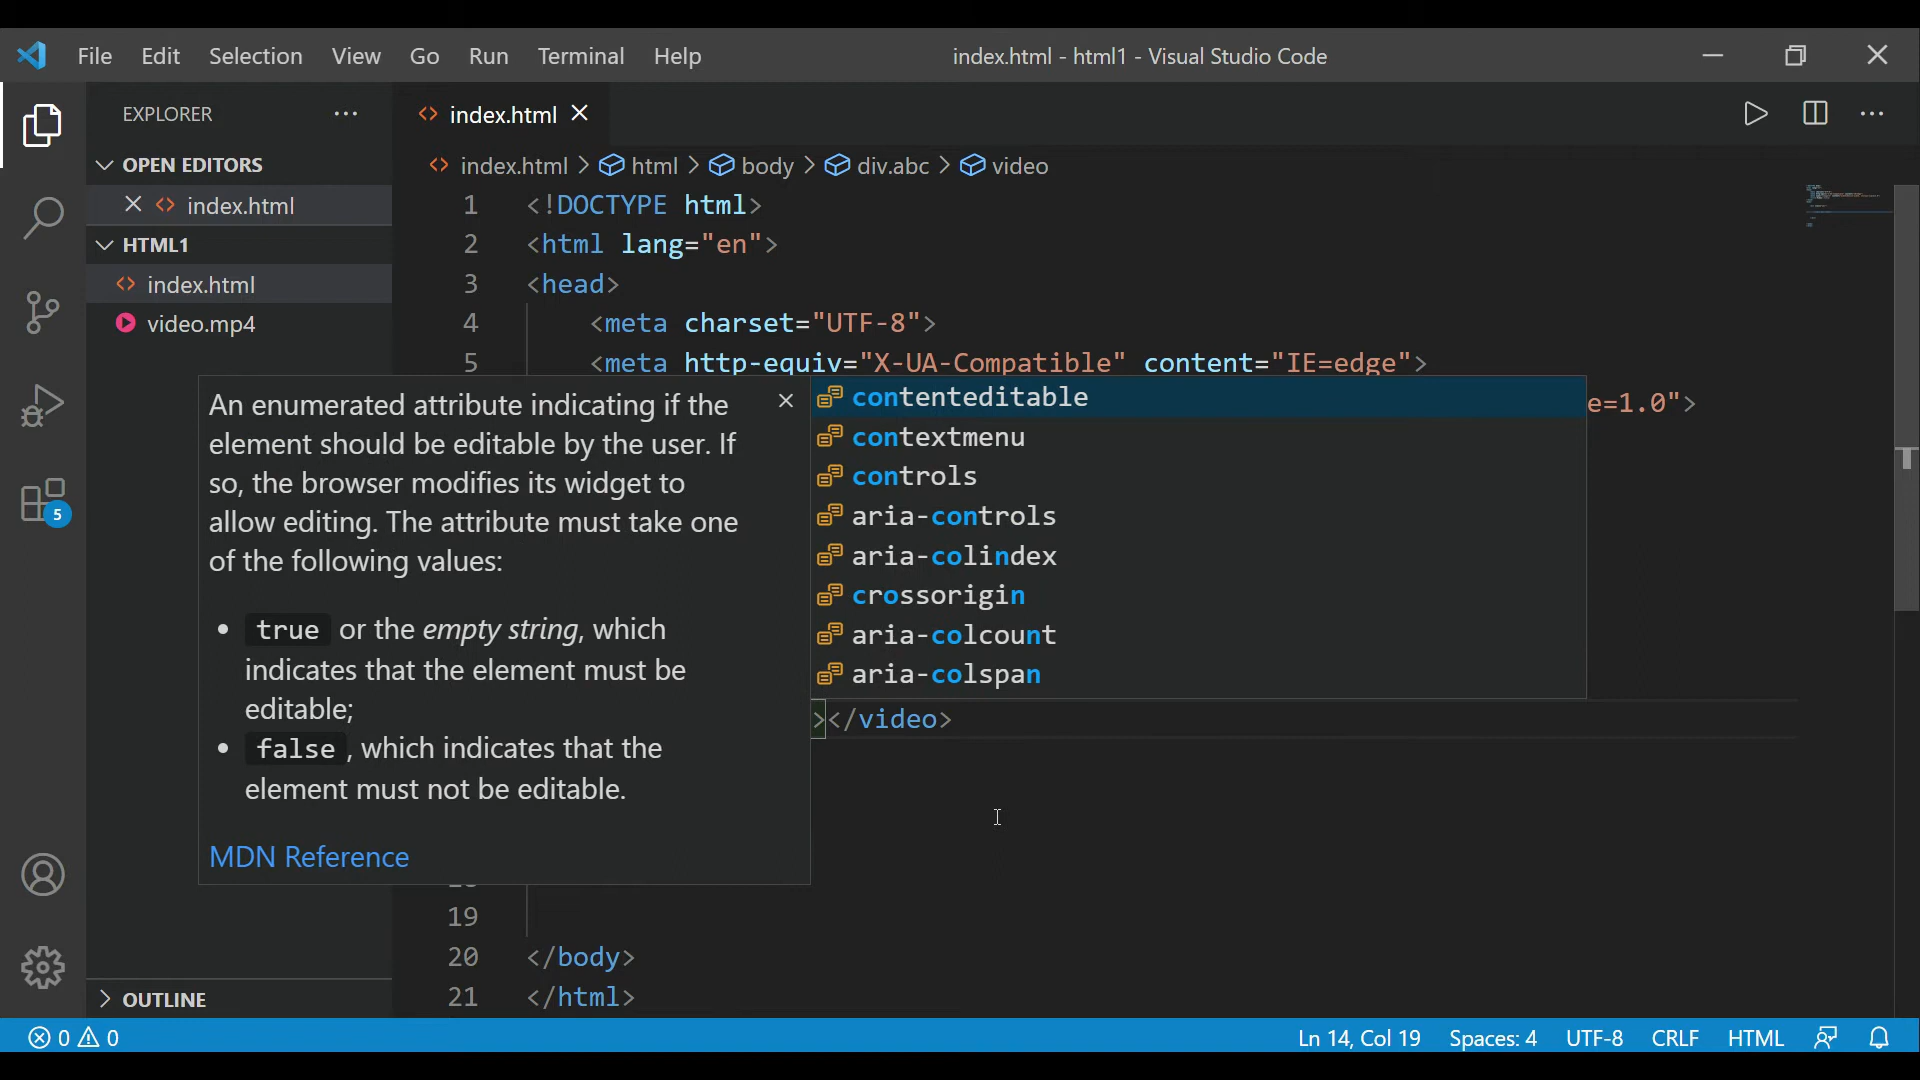 File Edit Selection View Go Run Terminal Help index.html - html1 - Visual Studio Code
EXPLORER
index.html
OPEN EDITORS
index.html
HTML1
index.html
video.mp4
5
OUTLINE
index.html > html > body > div.abc > video
1 <!DOCTYPE html>
2 <html lang="en">
3 <head>
4 <meta charset="UTF-8">
5 <meta http-equiv="X-UA-Compatible" content="IE=edge">
e=1.0">
An enumerated attribute indicating if the
element should be editable by the user. If
so, the browser modifies its widget to
allow editing. The attribute must take one
of the following values:
• true or the empty string, which
indicates that the element must be
editable;
• false, which indicates that the
element must not be editable.
MDN Reference
contenteditable
contextmenu
controls
aria-controls
aria-colindex
crossorigin
aria-colcount
aria-colspan
></video>
19
20 </body>
21 </html>
0 0 Ln 14, Col 19 Spaces: 4 UTF-8 CRLF HTML